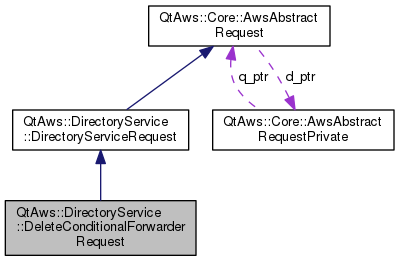 QtAws::Core::AwsAbstract
Request
q_ptr
d_ptr
QtAws::DirectoryService
::DirectoryServiceRequest
QtAws::Core::AwsAbstract
RequestPrivate
QtAws::DirectoryService
::DeleteConditionalForwarder
Request